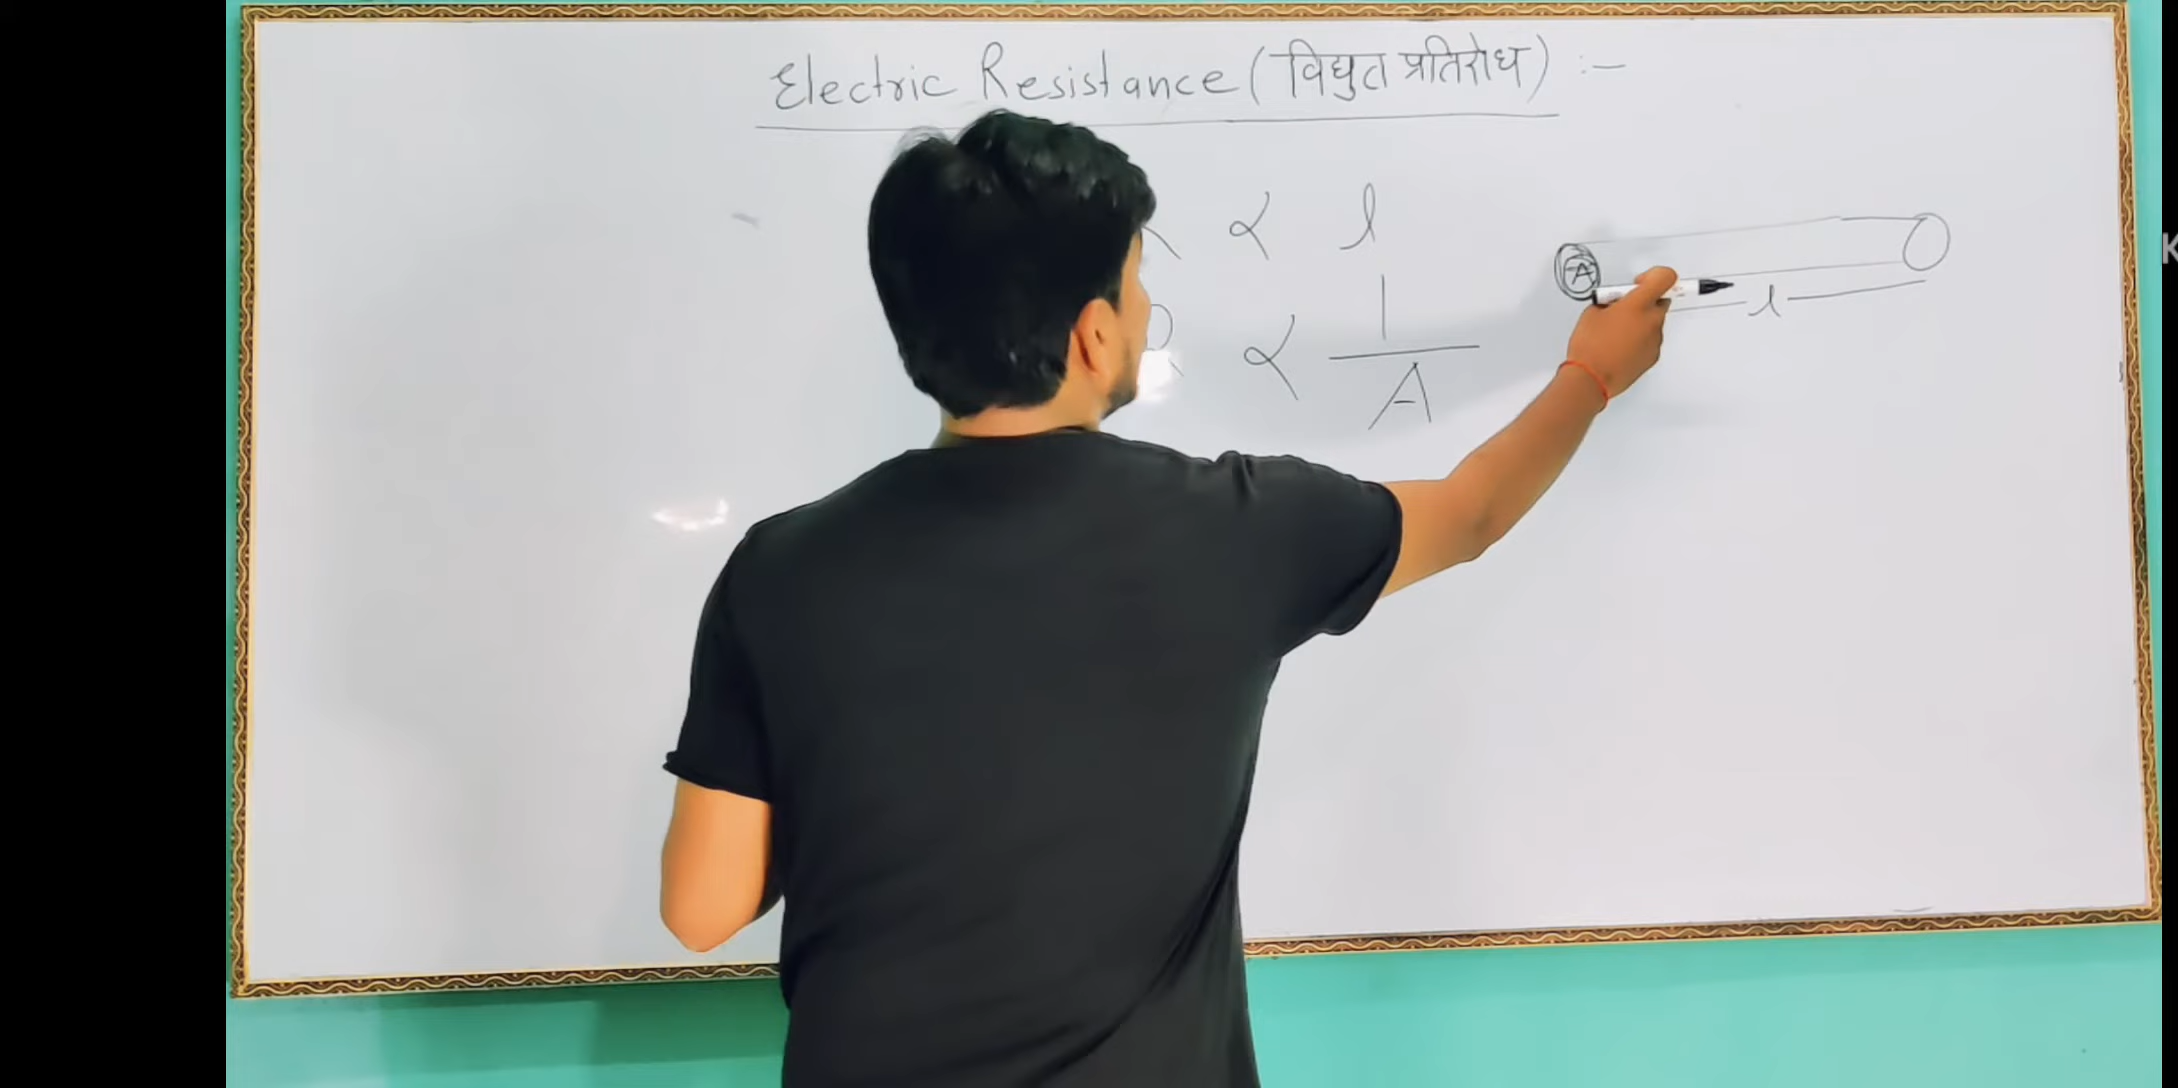 Electric Resistance (विधुत प्रतिरोध) :-
R ∝ l
R ∝ 1/A
A
l
K